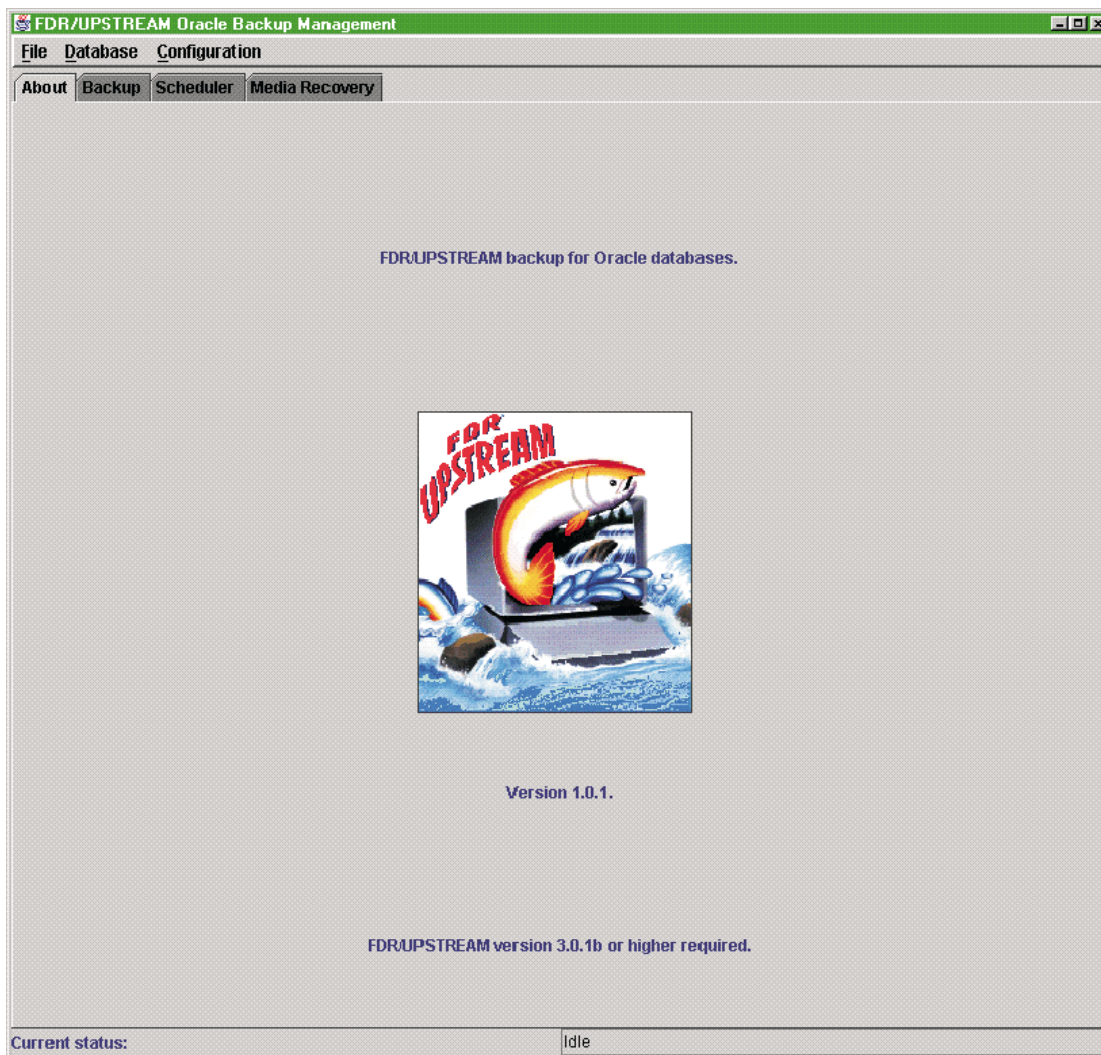 FDR/UPSTREAM Oracle Backup Management
File Database Configuration
About Backup Scheduler Media Recovery
FDR/UPSTREAM backup for Oracle databases.
FDR
UPSTREAM
Version 1.0.1.
FDR/UPSTREAM version 3.0.1b or higher required.
Current status: Idle